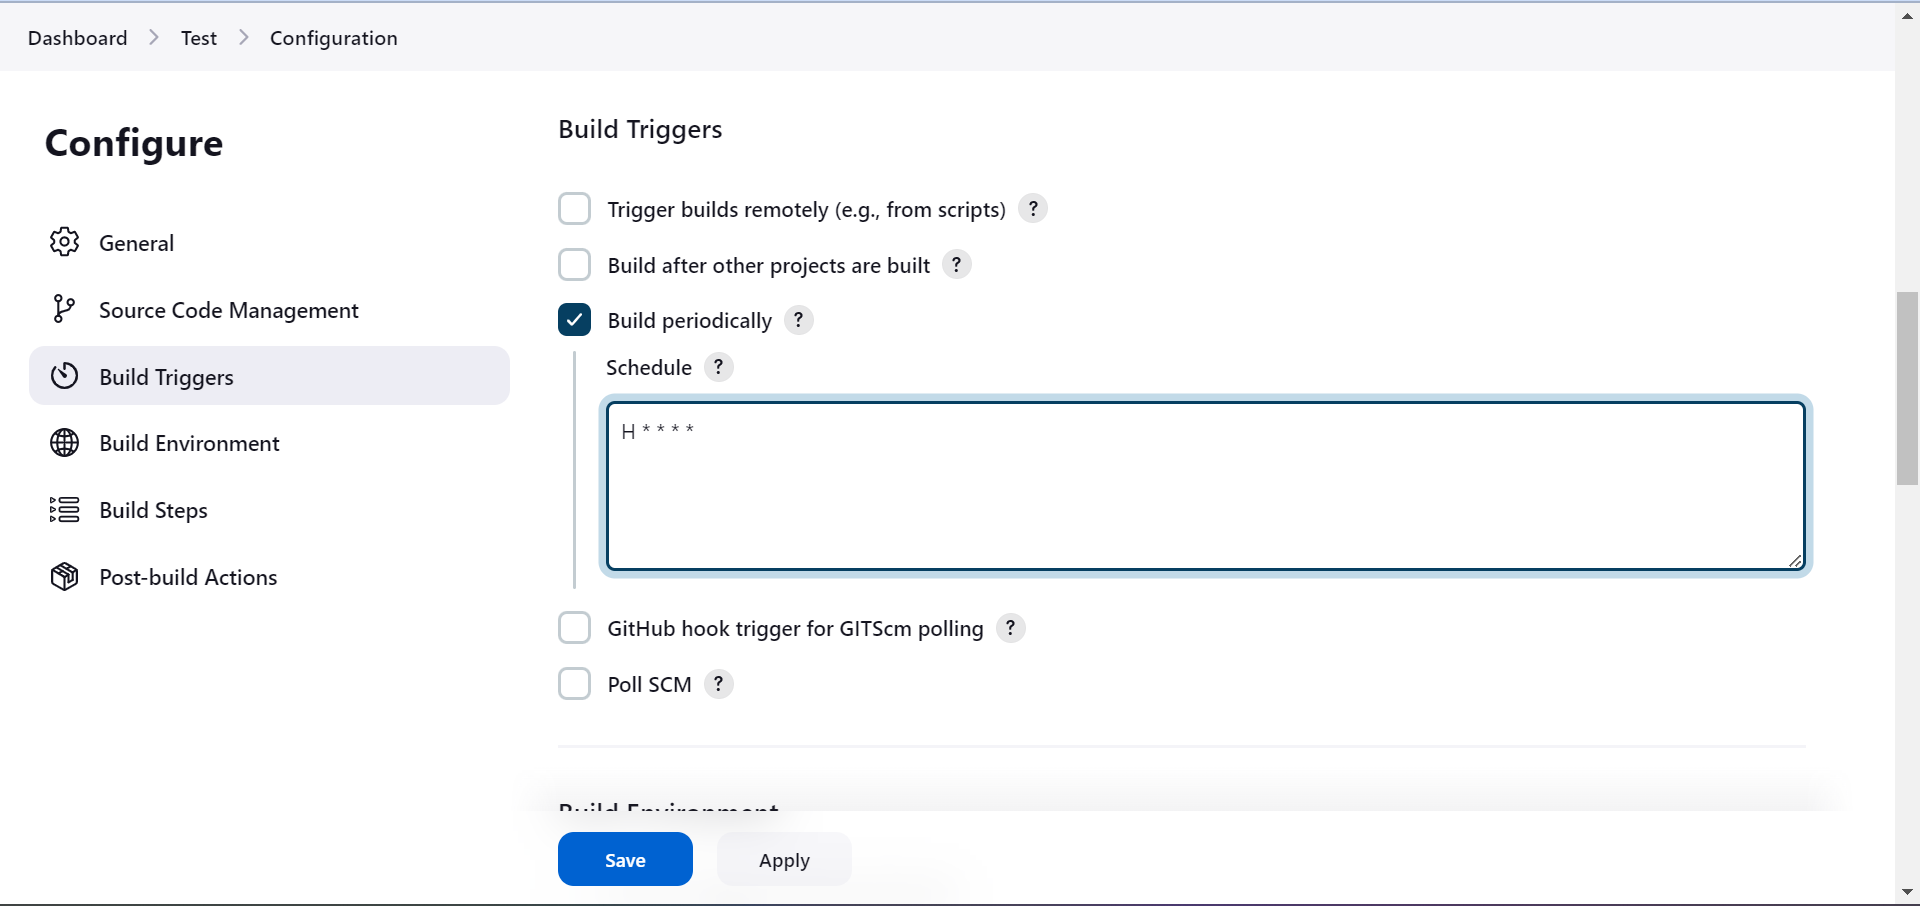 Dashboard > Test > Configuration
Configure
General
Source Code Management
Build Triggers
Build Environment
Build Steps
Post-build Actions
Build Triggers
Trigger builds remotely (e.g., from scripts) ?
Build after other projects are built ?
Build periodically ?
Schedule ?
H * * * *
GitHub hook trigger for GITScm polling ?
Poll SCM ?
Build Environment
Save
Apply